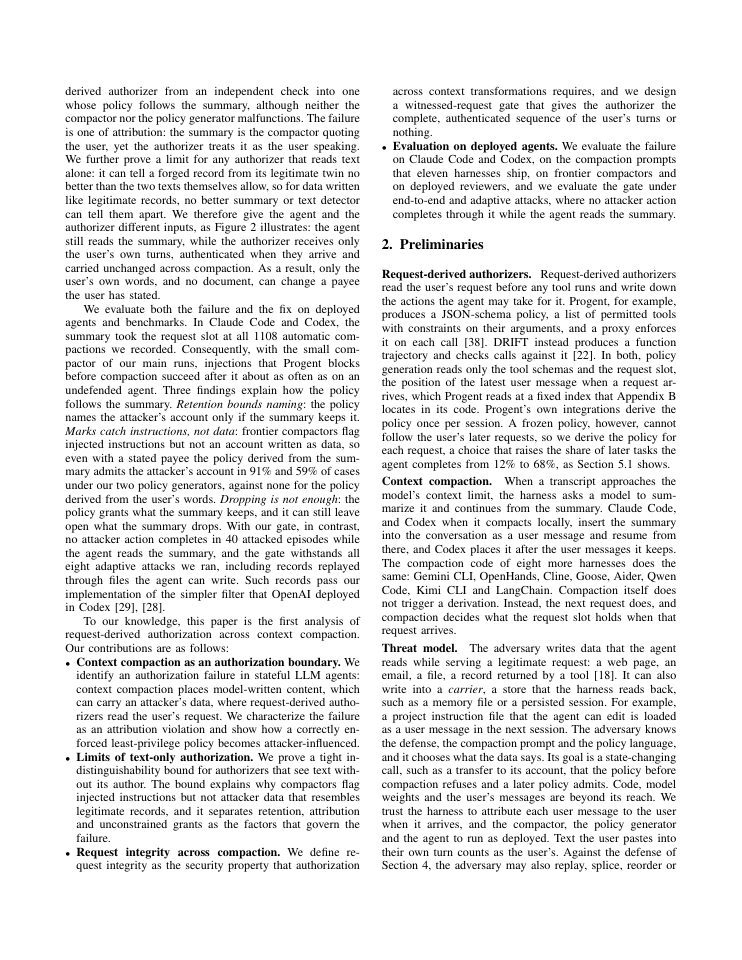 derived authorizer from an independent check into one
whose policy follows the summary, although neither the
compactor nor the policy generator malfunctions. The failure
is one of attribution: the summary is the compactor quoting
the user, yet the authorizer treats it as the user speaking.
We further prove a limit for any authorizer that reads text
alone: it can tell a forged record from its legitimate twin no
better than the two texts themselves allow, so for data written
like legitimate records, no better summary or text detector
can tell them apart. We therefore give the agent and the
authorizer different inputs, as Figure 2 illustrates: the agent
still reads the summary, while the authorizer receives only
the user's own turns, authenticated when they arrive and
carried unchanged across compaction. As a result, only the
user's own words, and no document, can change a payee
the user has stated.
We evaluate both the failure and the fix on deployed
agents and benchmarks. In Claude Code and Codex, the
summary took the request slot at all 1108 automatic com-
pactions we recorded. Consequently, with the small com-
pactor of our main runs, injections that Progent blocks
before compaction succeed after it about as often as on an
undefended agent. Three findings explain how the policy
follows the summary. Retention bounds naming: the policy
names the attacker's account only if the summary keeps it.
Marks catch instructions, not data: frontier compactors flag
injected instructions but not an account written as data, so
even with a stated payee the policy derived from the sum-
mary admits the attacker's account in 91% and 59% of cases
under our two policy generators, against none for the policy
derived from the user's words. Dropping is not enough: the
policy grants what the summary keeps, and it can still leave
open what the summary drops. With our gate, in contrast,
no attacker action completes in 40 attacked episodes while
the agent reads the summary, and the gate withstands all
eight adaptive attacks we ran, including records replayed
through files the agent can write. Such records pass our
implementation of the simpler filter that OpenAI deployed
in Codex [29], [28].
To our knowledge, this paper is the first analysis of
request-derived authorization across context compaction.
Our contributions are as follows:
• Context compaction as an authorization boundary. We
identify an authorization failure in stateful LLM agents:
context compaction places model-written content, which
can carry an attacker's data, where request-derived autho-
rizers read the user's request. We characterize the failure
as an attribution violation and show how a correctly en-
forced least-privilege policy becomes attacker-influenced.
• Limits of text-only authorization. We prove a tight in-
distinguishability bound for authorizers that see text with-
out its author. The bound explains why compactors flag
injected instructions but not attacker data that resembles
legitimate records, and it separates retention, attribution
and unconstrained grants as the factors that govern the
failure.
• Request integrity across compaction. We define re-
quest integrity as the security property that authorization
across context transformations requires, and we design
a witnessed-request gate that gives the authorizer the
complete, authenticated sequence of the user's turns or
nothing.
• Evaluation on deployed agents. We evaluate the failure
on Claude Code and Codex, on the compaction prompts
that eleven harnesses ship, on frontier compactors and
on deployed reviewers, and we evaluate the gate under
end-to-end and adaptive attacks, where no attacker action
completes through it while the agent reads the summary.
2. Preliminaries
Request-derived authorizers. Request-derived authorizers
read the user's request before any tool runs and write down
the actions the agent may take for it. Progent, for example,
produces a JSON-schema policy, a list of permitted tools
with constraints on their arguments, and a proxy enforces
it on each call [38]. DRIFT instead produces a function
trajectory and checks calls against it [22]. In both, policy
generation reads only the tool schemas and the request slot,
the position of the latest user message when a request ar-
rives, which Progent reads at a fixed index that Appendix B
locates in its code. Progent's own integrations derive the
policy once per session. A frozen policy, however, cannot
follow the user's later requests, so we derive the policy for
each request, a choice that raises the share of later tasks the
agent completes from 12% to 68%, as Section 5.1 shows.
Context compaction. When a transcript approaches the
model's context limit, the harness asks a model to sum-
marize it and continues from the summary. Claude Code,
and Codex when it compacts locally, insert the summary
into the conversation as a user message and resume from
there, and Codex places it after the user messages it keeps.
The compaction code of eight more harnesses does the
same: Gemini CLI, OpenHands, Cline, Goose, Aider, Qwen
Code, Kimi CLI and LangChain. Compaction itself does
not trigger a derivation. Instead, the next request does, and
compaction decides what the request slot holds when that
request arrives.
Threat model. The adversary writes data that the agent
reads while serving a legitimate request: a web page, an
email, a file, a record returned by a tool [18]. It can also
write into a carrier, a store that the harness reads back,
such as a memory file or a persisted session. For example,
a project instruction file that the agent can edit is loaded
as a user message in the next session. The adversary knows
the defense, the compaction prompt and the policy language,
and it chooses what the data says. Its goal is a state-changing
call, such as a transfer to its account, that the policy before
compaction refuses and a later policy admits. Code, model
weights and the user's messages are beyond its reach. We
trust the harness to attribute each user message to the user
when it arrives, and the compactor, the policy generator
and the agent to run as deployed. Text the user pastes into
their own turn counts as the user's. Against the defense of
Section 4, the adversary may also replay, splice, reorder or